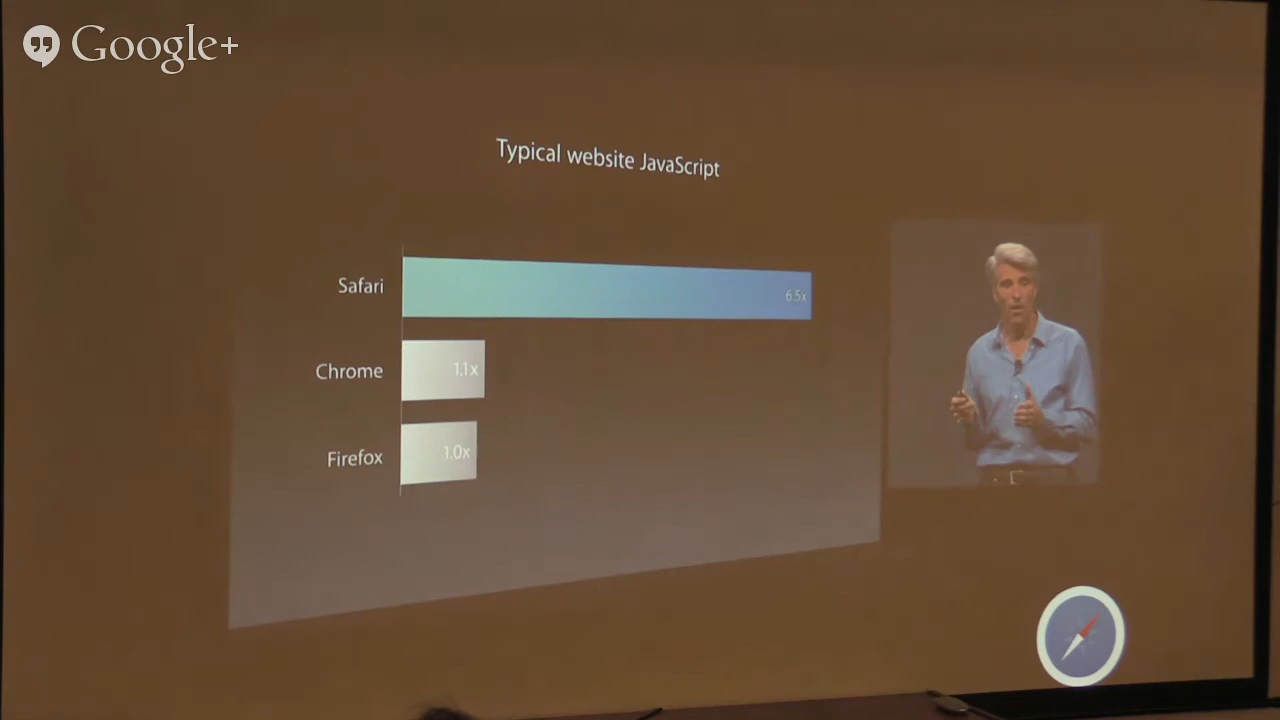 Google+
Typical website JavaScript
Safari
6.5x
Chrome
1.1x
Firefox
1.0x